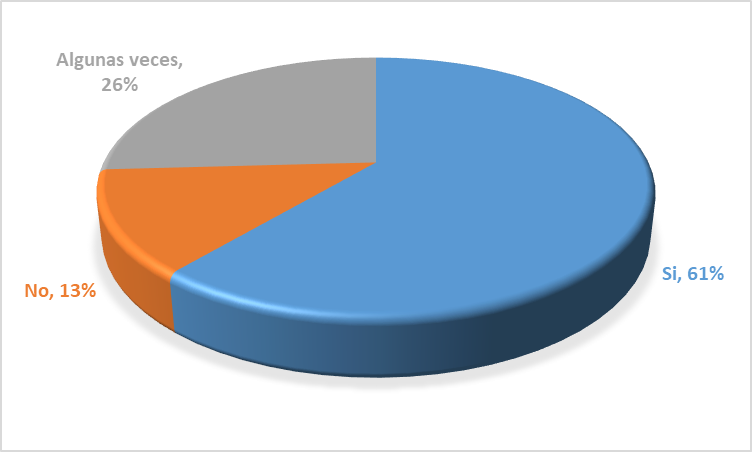 Algunas veces,
26%
Si, 61%
No, 13%